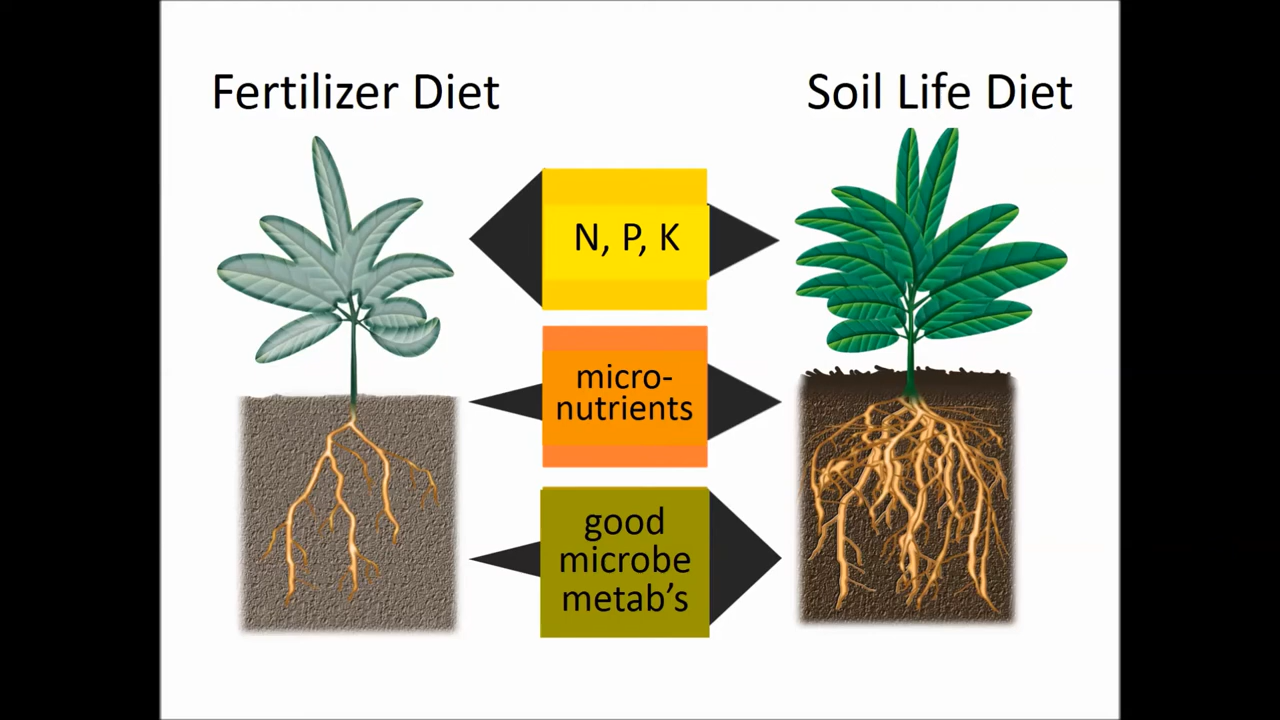 Fertilizer Diet
Soil Life Diet
N, P, K
micro-
nutrients
good
microbe
metab's